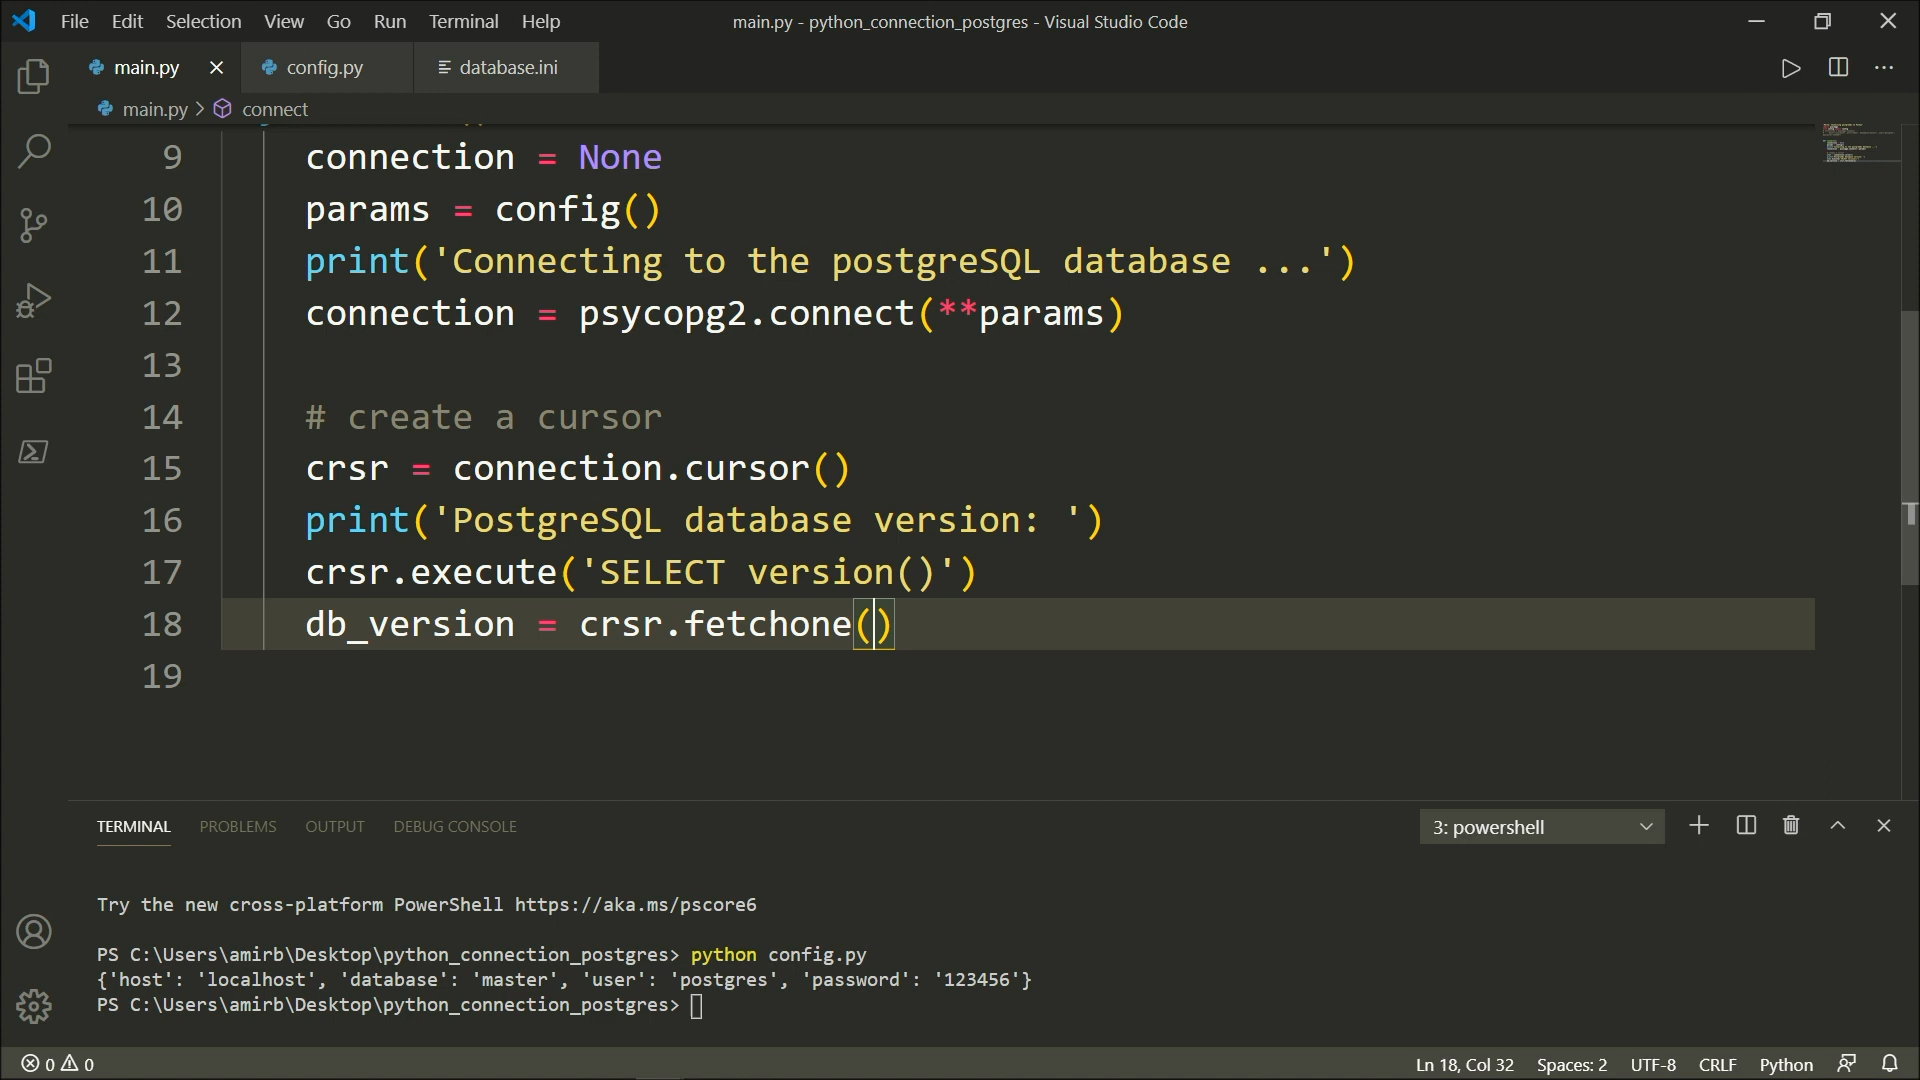 File Edit Selection View Go Run Terminal Help
main.py - python_connection_postgres - Visual Studio Code
main.py config.py database.ini
main.py > connect
9 connection = None
10 params = config()
11 print('Connecting to the postgreSQL database ...')
12 connection = psycopg2.connect(**params)
13
14 # create a cursor
15 crsr = connection.cursor()
16 print('PostgreSQL database version: ')
17 crsr.execute('SELECT version()')
18 db_version = crsr.fetchone()
19
TERMINAL PROBLEMS OUTPUT DEBUG CONSOLE
3: powershell
Try the new cross-platform PowerShell https://aka.ms/pscore6
PS C:\Users\amirb\Desktop\python_connection_postgres> python config.py
{'host': 'localhost', 'database': 'master', 'user': 'postgres', 'password': '123456'}
PS C:\Users\amirb\Desktop\python_connection_postgres>
0 0
Ln 18, Col 32 Spaces: 2 UTF-8 CRLF Python